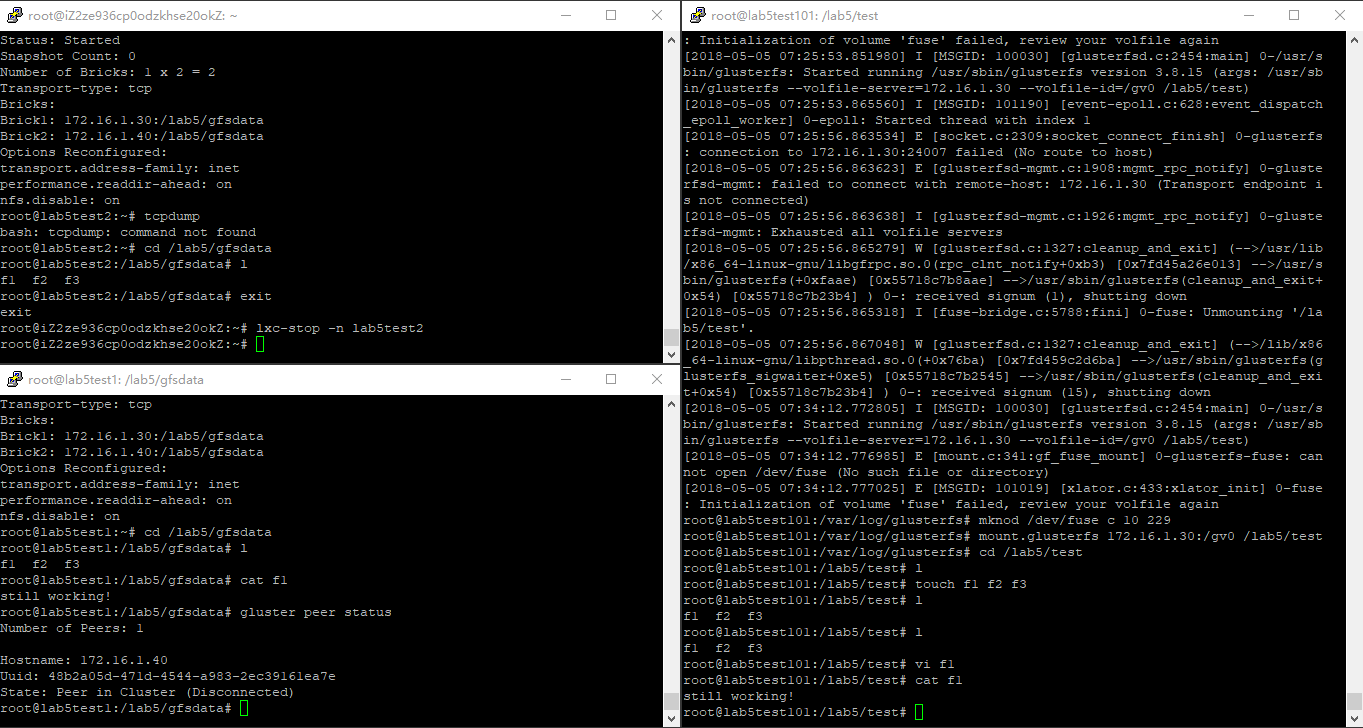 root@iZ2ze936cp0odzkhse20okZ: ~
Status: Started
Snapshot Count: 0
Number of Bricks: 1 x 2 = 2
Transport-type: tcp
Bricks:
Brick1: 172.16.1.30:/lab5/gfsdata
Brick2: 172.16.1.40:/lab5/gfsdata
Options Reconfigured:
transport.address-family: inet
performance.readdir-ahead: on
nfs.disable: on
root@lab5test2:~# tcpdump
bash: tcpdump: command not found
root@lab5test2:~# cd /lab5/gfsdata
root@lab5test2:/lab5/gfsdata# l
f1  f2  f3
root@lab5test2:/lab5/gfsdata# exit
exit
root@iZ2ze936cp0odzkhse20okZ:~# lxc-stop -n lab5test2
root@iZ2ze936cp0odzkhse20okZ:~#
root@lab5test1: /lab5/gfsdata
Transport-type: tcp
Bricks:
Brick1: 172.16.1.30:/lab5/gfsdata
Brick2: 172.16.1.40:/lab5/gfsdata
Options Reconfigured:
transport.address-family: inet
performance.readdir-ahead: on
nfs.disable: on
root@lab5test1:~# cd /lab5/gfsdata
root@lab5test1:/lab5/gfsdata# l
f1  f2  f3
root@lab5test1:/lab5/gfsdata# cat f1
still working!
root@lab5test1:/lab5/gfsdata# gluster peer status
Number of Peers: 1
Hostname: 172.16.1.40
Uuid: 48b2a05d-471d-4544-a983-2ec39161ea7e
State: Peer in Cluster (Disconnected)
root@lab5test1:/lab5/gfsdata#
root@lab5test101: /lab5/test
: Initialization of volume 'fuse' failed, review your volfile again
[2018-05-05 07:25:53.851980] I [MSGID: 100030] [glusterfsd.c:2454:main] 0-/usr/s
bin/glusterfs: Started running /usr/sbin/glusterfs version 3.8.15 (args: /usr/sb
in/glusterfs --volfile-server=172.16.1.30 --volfile-id=/gv0 /lab5/test)
[2018-05-05 07:25:53.865560] I [MSGID: 101190] [event-epoll.c:628:event_dispatch
_epoll_worker] 0-epoll: Started thread with index 1
[2018-05-05 07:25:56.863534] E [socket.c:2309:socket_connect_finish] 0-glusterfs
: connection to 172.16.1.30:24007 failed (No route to host)
[2018-05-05 07:25:56.863623] E [glusterfsd-mgmt.c:1908:mgmt_rpc_notify] 0-gluste
rfsd-mgmt: failed to connect with remote-host: 172.16.1.30 (Transport endpoint i
s not connected)
[2018-05-05 07:25:56.863638] I [glusterfsd-mgmt.c:1926:mgmt_rpc_notify] 0-gluste
rfsd-mgmt: Exhausted all volfile servers
[2018-05-05 07:25:56.865279] W [glusterfsd.c:1327:cleanup_and_exit] (-->/usr/lib
/x86_64-linux-gnu/libgfrpc.so.0(rpc_clnt_notify+0xb3) [0x7fd45a26e013] -->/usr/s
bin/glusterfs(+0xfaae) [0x55718c7b8aae] -->/usr/sbin/glusterfs(cleanup_and_exit+
0x54) [0x55718c7b23b4] ) 0-: received signum (1), shutting down
[2018-05-05 07:25:56.865318] I [fuse-bridge.c:5788:fini] 0-fuse: Unmounting '/la
b5/test'.
[2018-05-05 07:25:56.867048] W [glusterfsd.c:1327:cleanup_and_exit] (-->/lib/x86
_64-linux-gnu/libpthread.so.0(+0x76ba) [0x7fd459c2d6ba] -->/usr/sbin/glusterfs(g
lusterfs_sigwaiter+0xe5) [0x55718c7b2545] -->/usr/sbin/glusterfs(cleanup_and_exi
t+0x54) [0x55718c7b23b4] ) 0-: received signum (15), shutting down
[2018-05-05 07:34:12.772805] I [MSGID: 100030] [glusterfsd.c:2454:main] 0-/usr/s
bin/glusterfs: Started running /usr/sbin/glusterfs version 3.8.15 (args: /usr/sb
in/glusterfs --volfile-server=172.16.1.30 --volfile-id=/gv0 /lab5/test)
[2018-05-05 07:34:12.776985] E [mount.c:341:gf_fuse_mount] 0-glusterfs-fuse: can
not open /dev/fuse (No such file or directory)
[2018-05-05 07:34:12.777025] E [MSGID: 101019] [xlator.c:433:xlator_init] 0-fuse
: Initialization of volume 'fuse' failed, review your volfile again
root@lab5test101:/var/log/glusterfs# mknod /dev/fuse c 10 229
root@lab5test101:/var/log/glusterfs# mount.glusterfs 172.16.1.30:/gv0 /lab5/test
root@lab5test101:/var/log/glusterfs# cd /lab5/test
root@lab5test101:/lab5/test# l
root@lab5test101:/lab5/test# touch f1 f2 f3
root@lab5test101:/lab5/test# l
f1  f2  f3
root@lab5test101:/lab5/test# l
f1  f2  f3
root@lab5test101:/lab5/test# vi f1
root@lab5test101:/lab5/test# cat f1
still working!
root@lab5test101:/lab5/test#